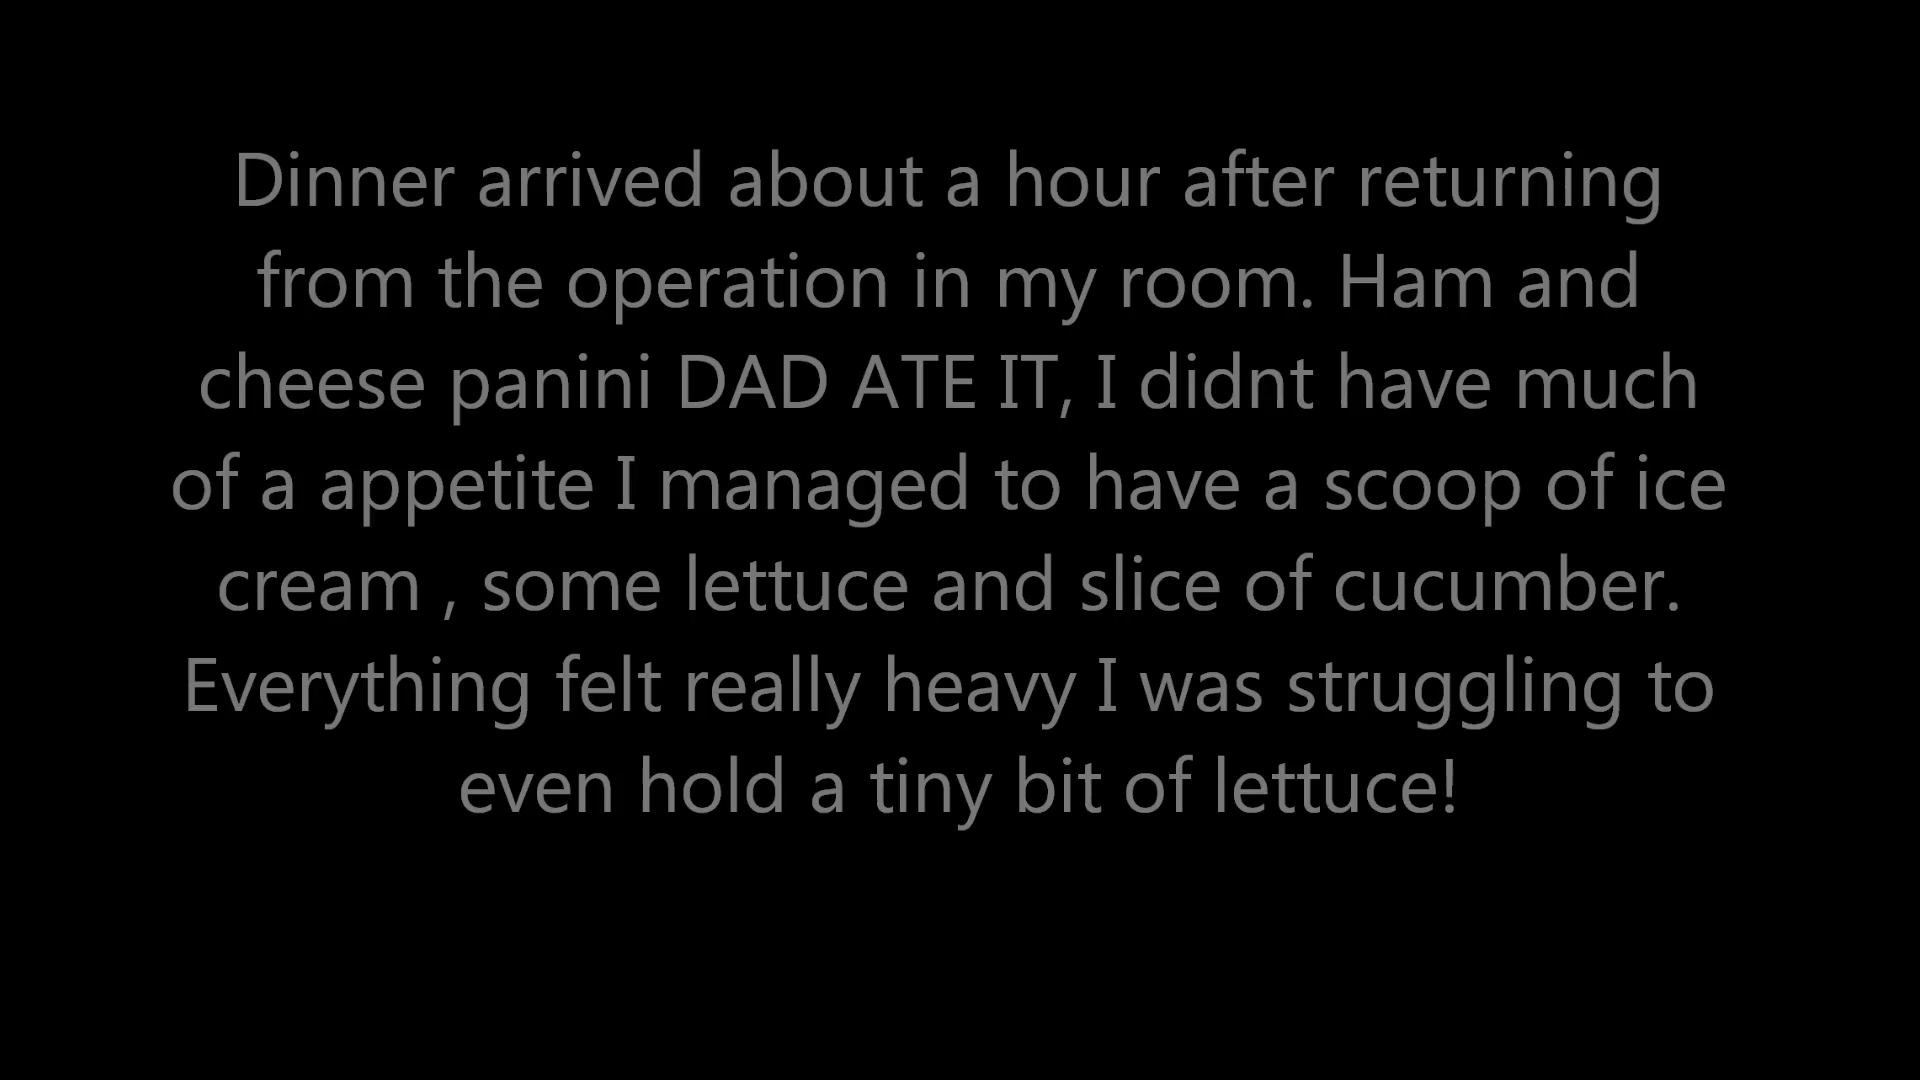 Dinner arrived about a hour after returning
from the operation in my room. Ham and
cheese panini DAD ATE IT, I didnt have much
of a appetite I managed to have a scoop of ice
cream , some lettuce and slice of cucumber.
Everything felt really heavy I was struggling to
even hold a tiny bit of lettuce!